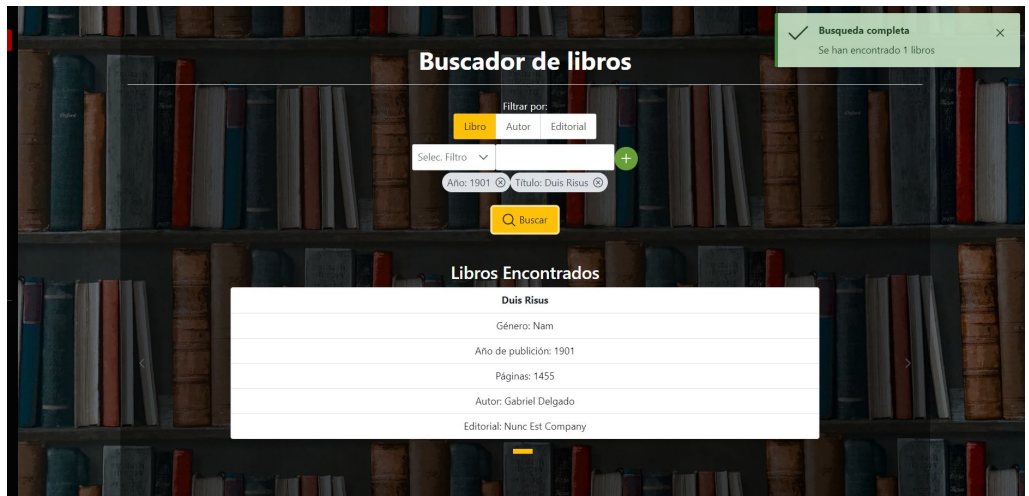 Busqueda completa
Se han encontrado 1 libros
Buscador de libros
Filtrar por:
Libro Autor Editorial
Selec. Filtro
Año: 1901 Título: Duis Risus
Buscar
Libros Encontrados
Duis Risus
Género: Nam
Año de publición: 1901
Páginas: 1455
Autor: Gabriel Delgado
Editorial: Nunc Est Company